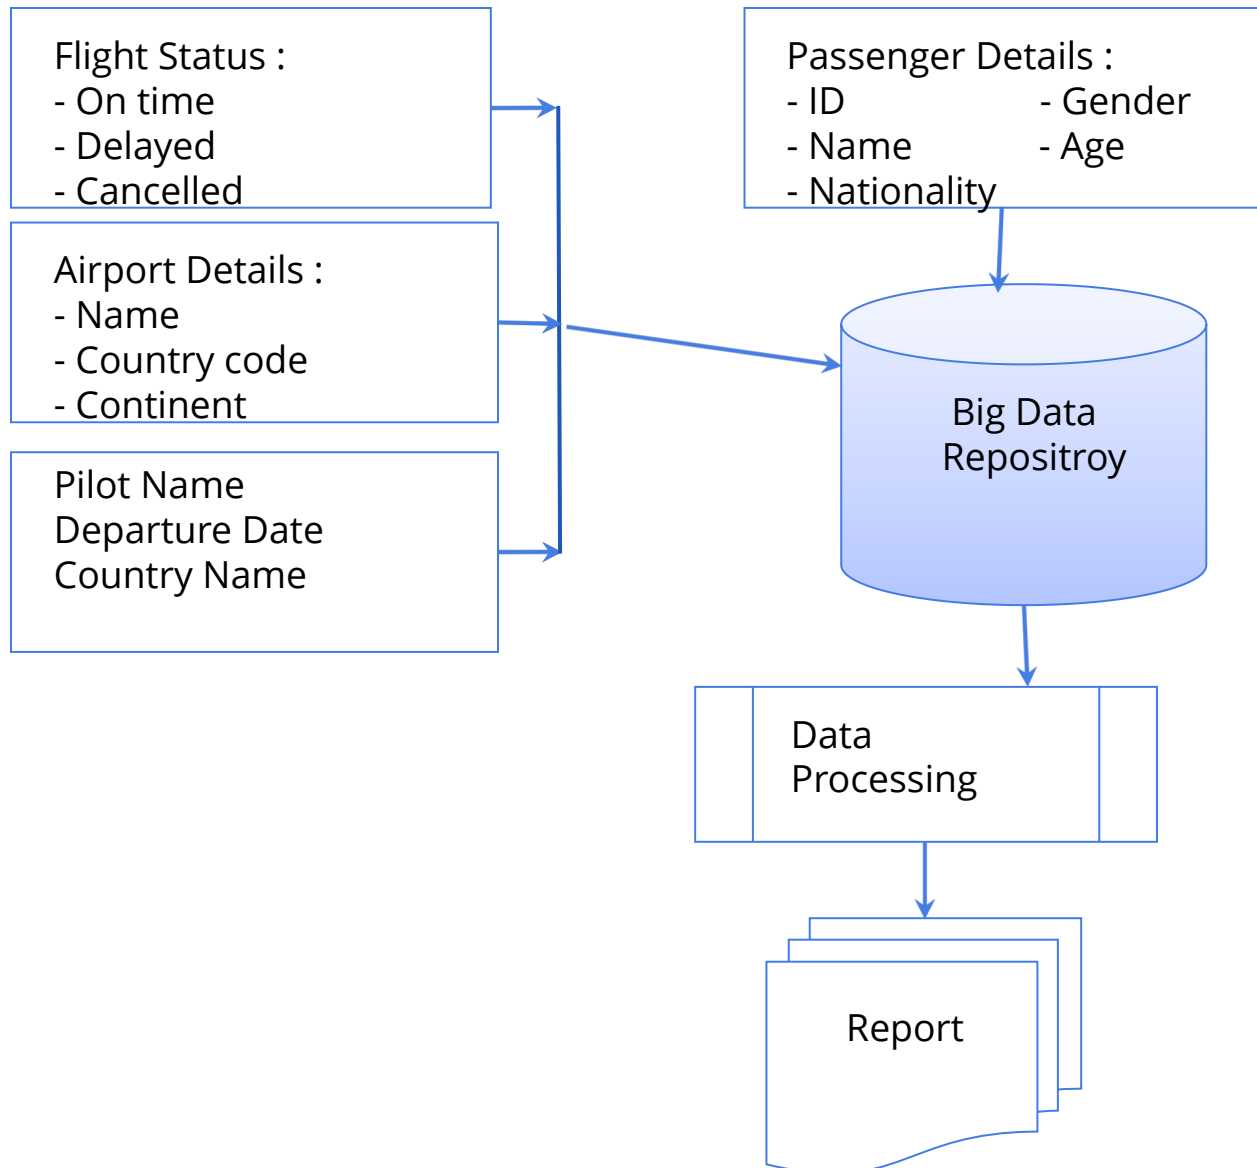 Flight Status :
- On time
- Delayed
- Cancelled
Passenger Details :
- ID - Gender
- Name - Age
- Nationality
Airport Details :
- Name
- Country code
- Continent
Big Data
Repositroy
Pilot Name
Departure Date
Country Name
Data
Processing
Report